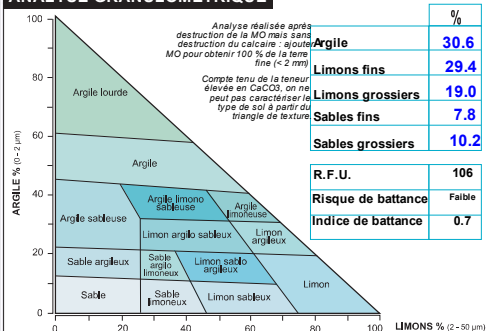 ANALYSE GRANULOMETRIQUE
Analyse réalisée après
destruction de la MO mais sans
destruction du calcaire : ajouter
MO pour obtenir 100 % de la terre
fine (< 2 mm)
Compte tenu de la teneur
élevée en CaCO3, on ne
peut pas caractériser le
type de sol à partir du
triangle de texture.
%
Argile 30.6
Limons fins 29.4
Limons grossiers 19.0
Sables fins 7.8
Sables grossiers 10.2
R.F.U. 106
Risque de battance Faible
Indice de battance 0.7
ARGILE % (0 - 2 µm)
100
80
60
40
20
0
Argile lourde
Argile
Argile sableuse
Argile limono
sableuse
Argile
limoneuse
Limon argilo sableux
Limon
argileux
Sable argileux
Sable
argilo
limoneux
Limon sablo
argileux
Limon
Sable
Sable
limoneux
Limon sableux
0 20 40 60 80 100
LIMONS % (2 - 50 µm)